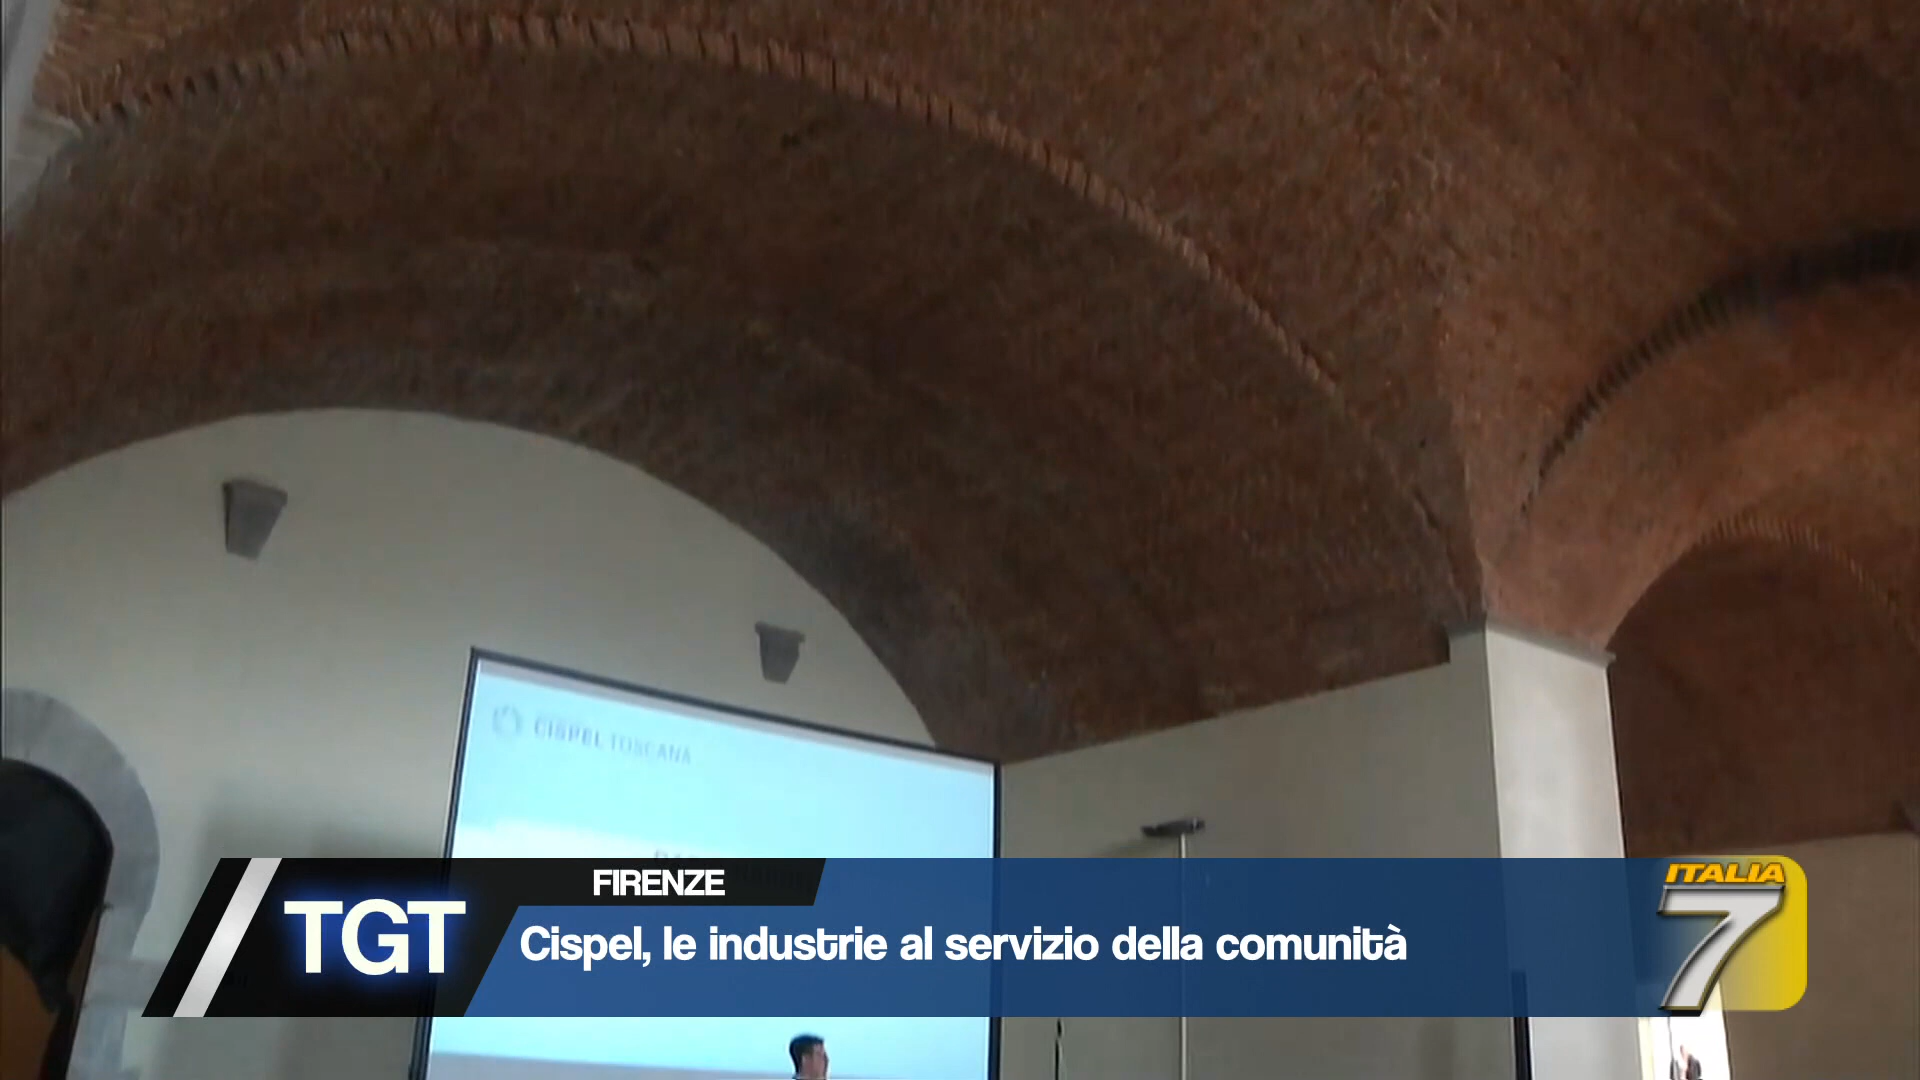 CISPEL TOSCANA
FIRENZE
TGT
Cispel, le industrie al servizio della comunità
ITALIA
7